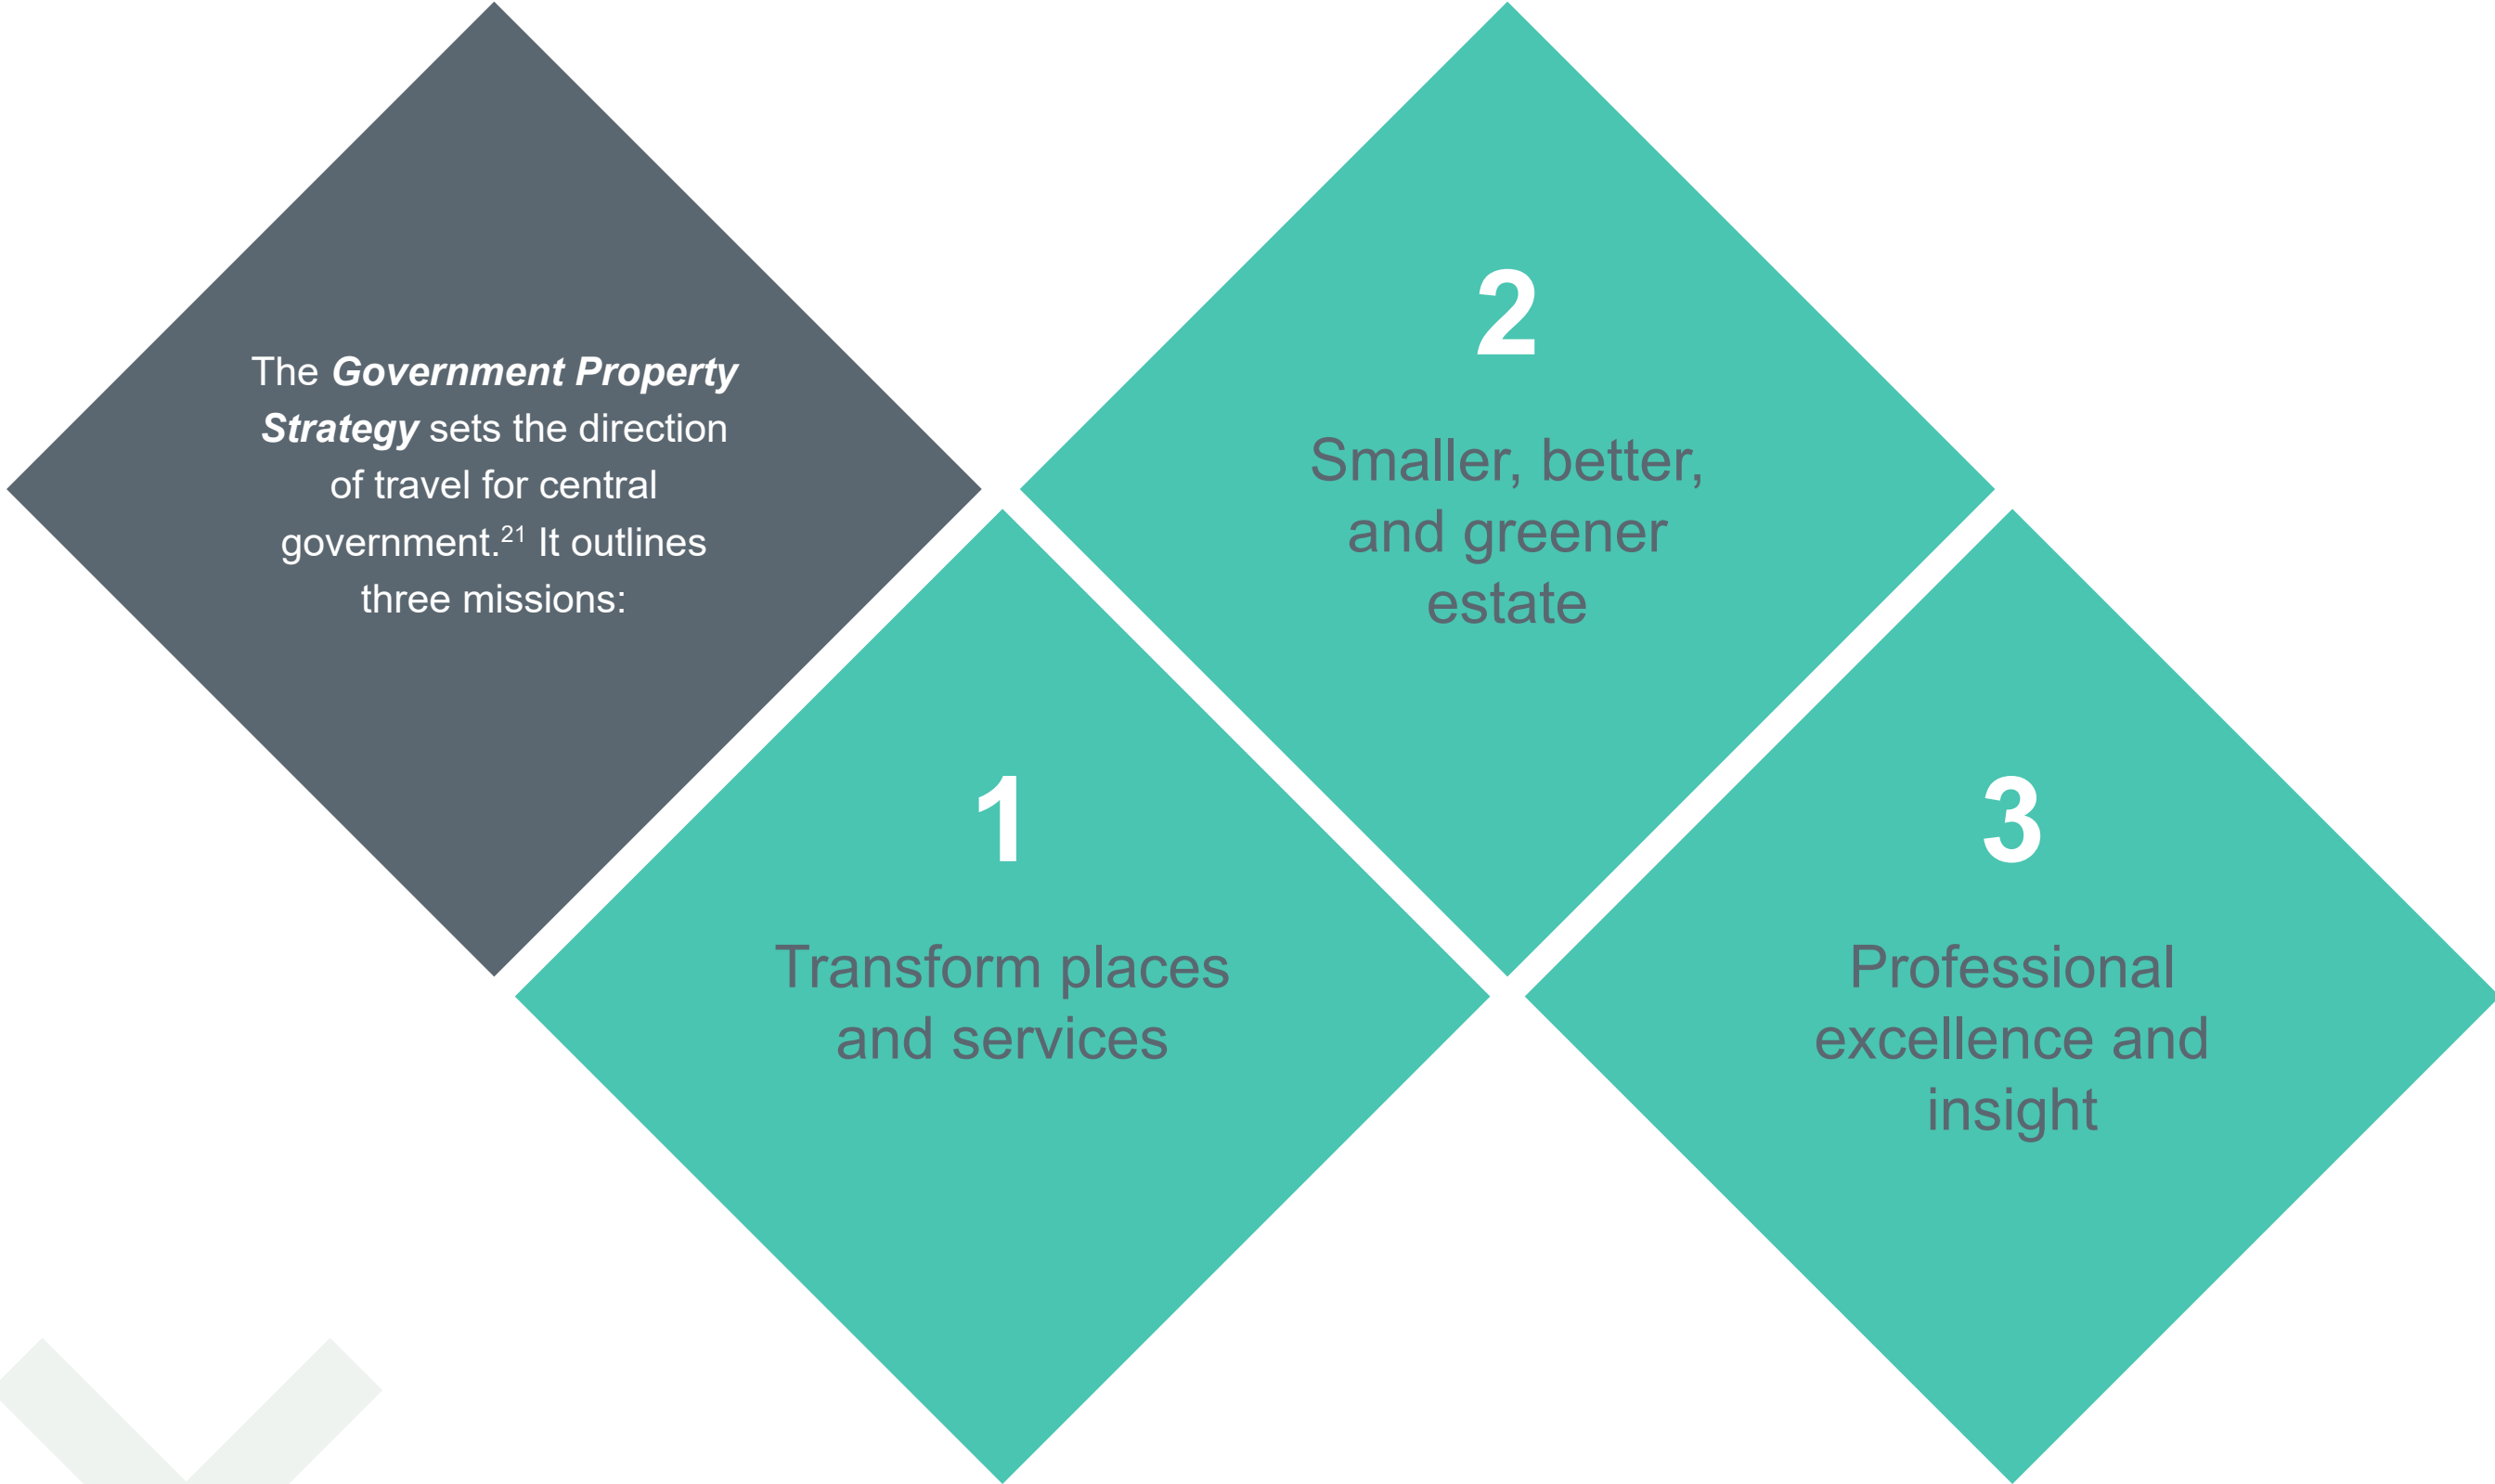 The Government Property
Strategy sets the direction
of travel for central
government.²¹ It outlines
three missions:
1
Transform places
and services
2
Smaller, better,
and greener
estate
3
Professional
excellence and
insight